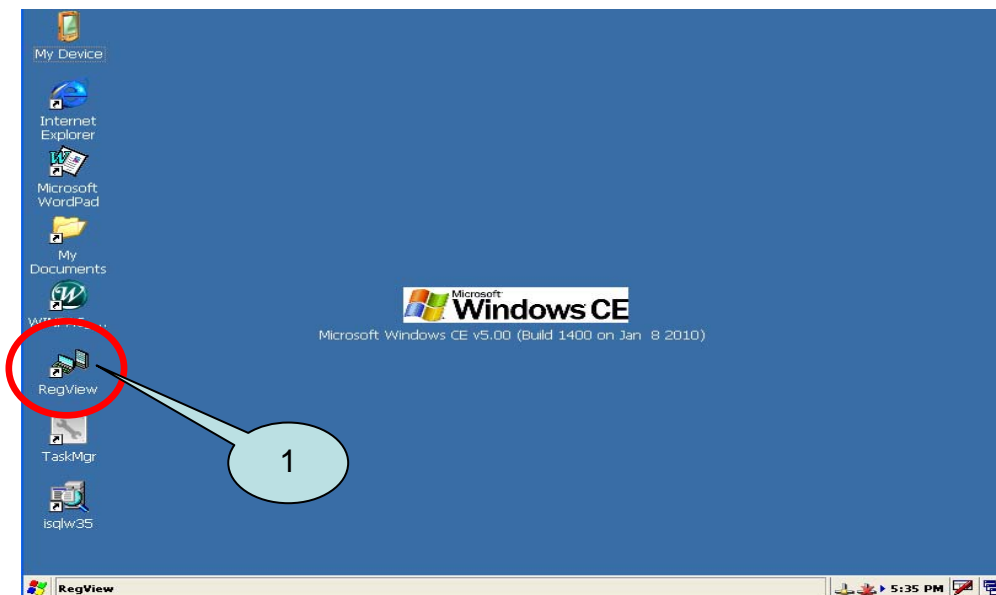 My Device
Internet
Explorer
Microsoft
WordPad
My
Documents
RegView
TaskMgr
isqlw35
Microsoft
Windows CE
Microsoft Windows CE v5.00 (Build 1400 on Jan 8 2010)
1
RegView
5:35 PM